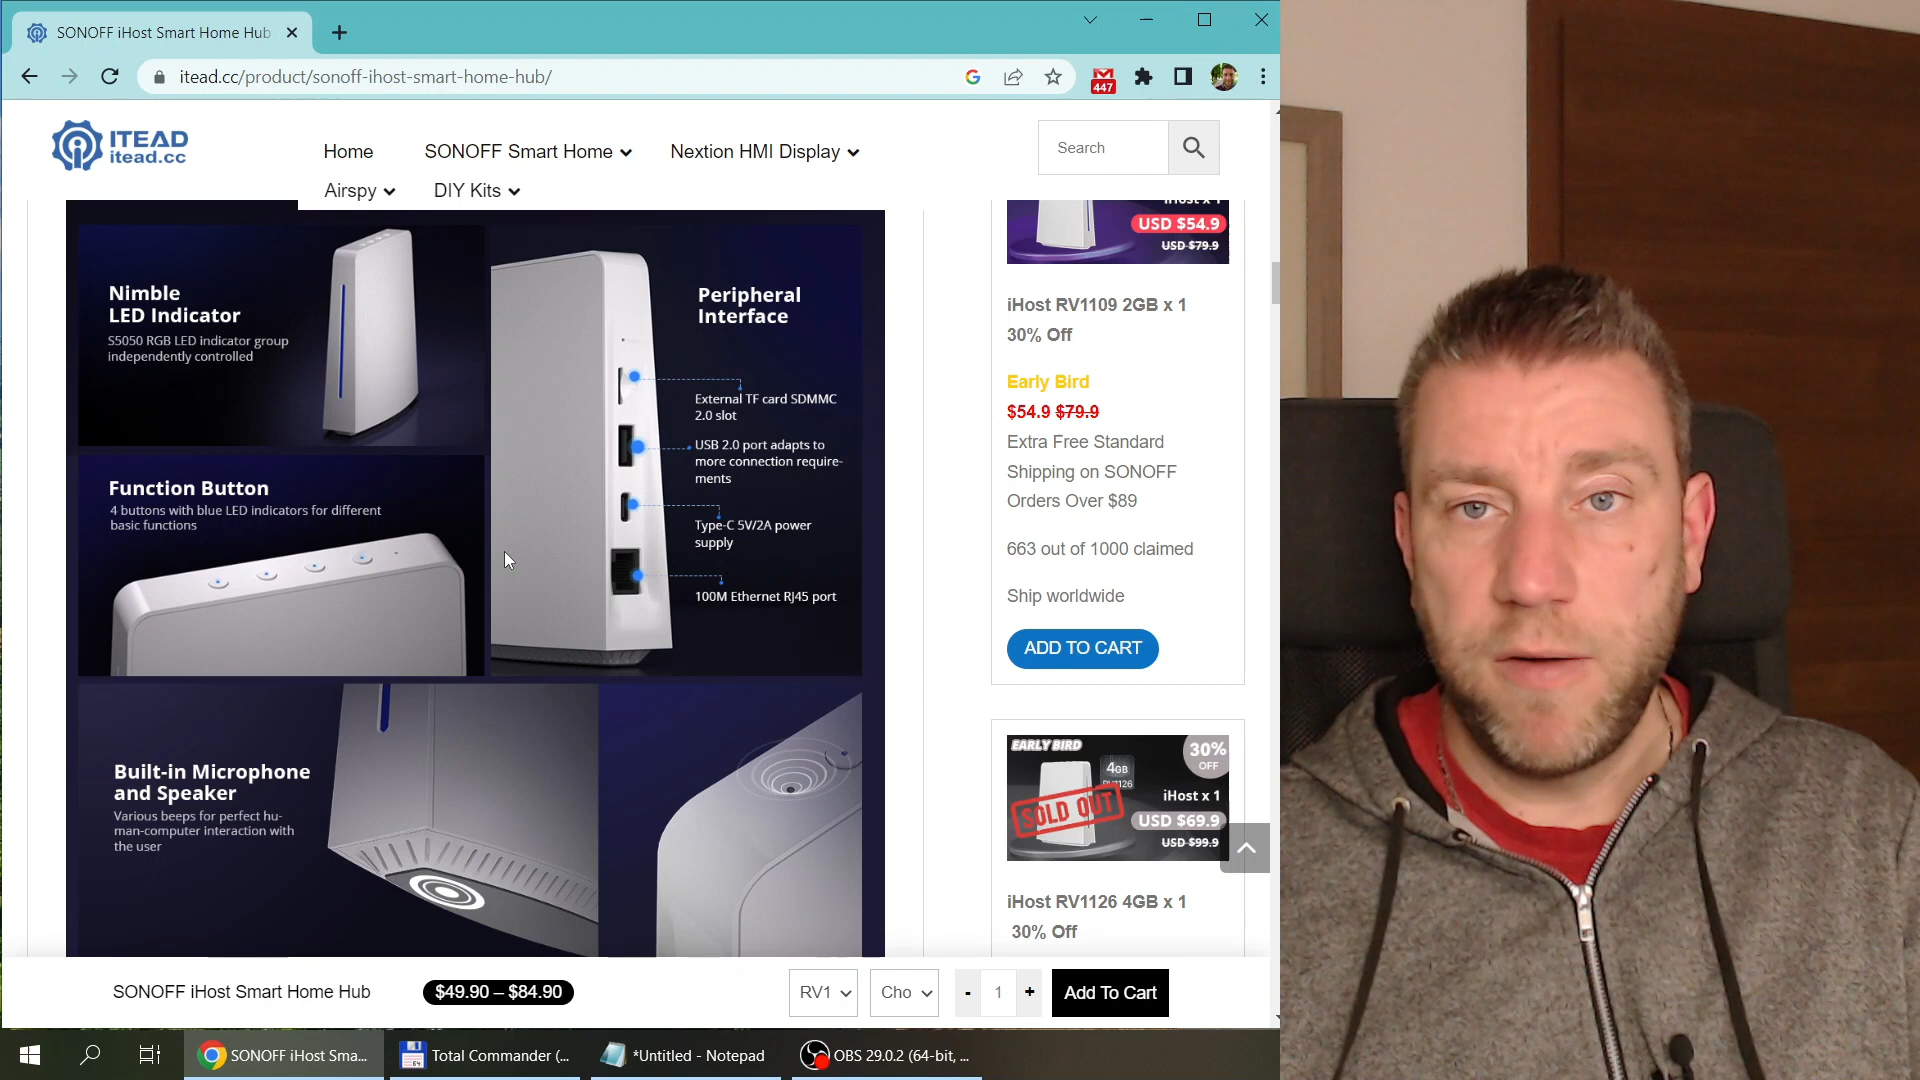 SONOFF iHost Smart Home Hub
itead.cc/product/sonoff-ihost-smart-home-hub/
447
ITEAD
itead.cc
Home
SONOFF Smart Home
Nextion HMI Display
Airspy
DIY Kits
Search
Nimble
LED Indicator
S5050 RGB LED indicator group
independently controlled
Peripheral
Interface
External TF card SDMMC
2.0 slot
USB 2.0 port adapts to
more connection require-
ments
Type-C 5V/2A power
supply
100M Ethernet RJ45 port
Function Button
4 buttons with blue LED indicators for different
basic functions
Built-in Microphone
and Speaker
Various beeps for perfect hu-
man-computer interaction with
the user
iHost x 1
USD $54.9
USD $79.9
iHost RV1109 2GB x 1
30% Off
Early Bird
$54.9 $79.9
Extra Free Standard
Shipping on SONOFF
Orders Over $89
663 out of 1000 claimed
Ship worldwide
ADD TO CART
EARLY BIRD
30%
OFF
4GB
RV1126
SOLD OUT
iHost x 1
USD $69.9
USD $99.9
iHost RV1126 4GB x 1
30% Off
SONOFF iHost Smart Home Hub
$49.90 – $84.90
RV1
Cho
- 1 +
Add To Cart
SONOFF iHost Sma...
64
Total Commander (...
*Untitled - Notepad
OBS 29.0.2 (64-bit, ...